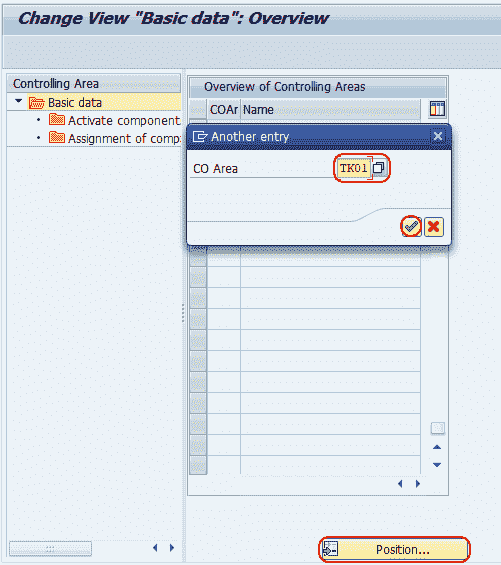 Change View "Basic data": Overview
Controlling Area
Basic data
Activate component
Assignment of comp
Overview of Controlling Areas
COAr Name
Another entry
CO Area TK01
Position...